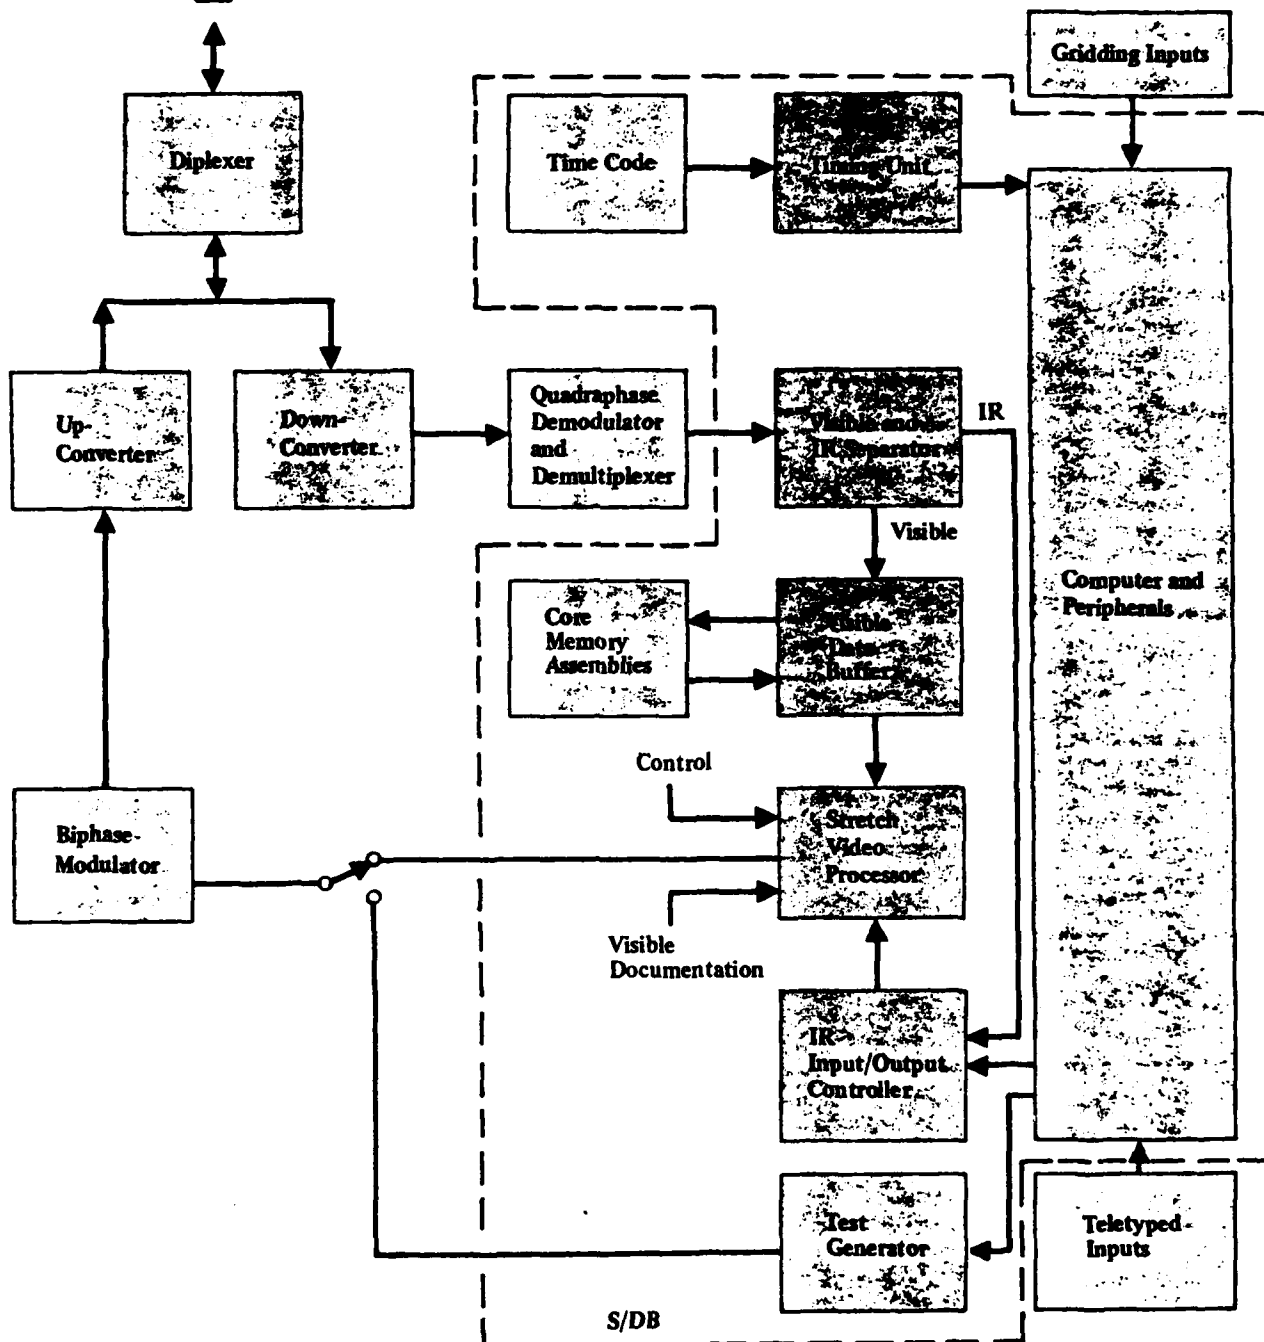 Gridding Inputs
Diplexer
Time Code
Timing Unit
Up-
Converter
Down-
Converter
Quadraphase
Demodulator
and
Demultiplexer
Visible and
IR Separator
IR
Visible
Core
Memory
Assemblies
Visible
Data
Buffer
Computer and
Peripherals
Control
Biphase-
Modulator
Stretch
Video
Processor
Visible
Documentation
IR
Input/Output
Controller
Test
Generator
Teletyped
Inputs
S/DB